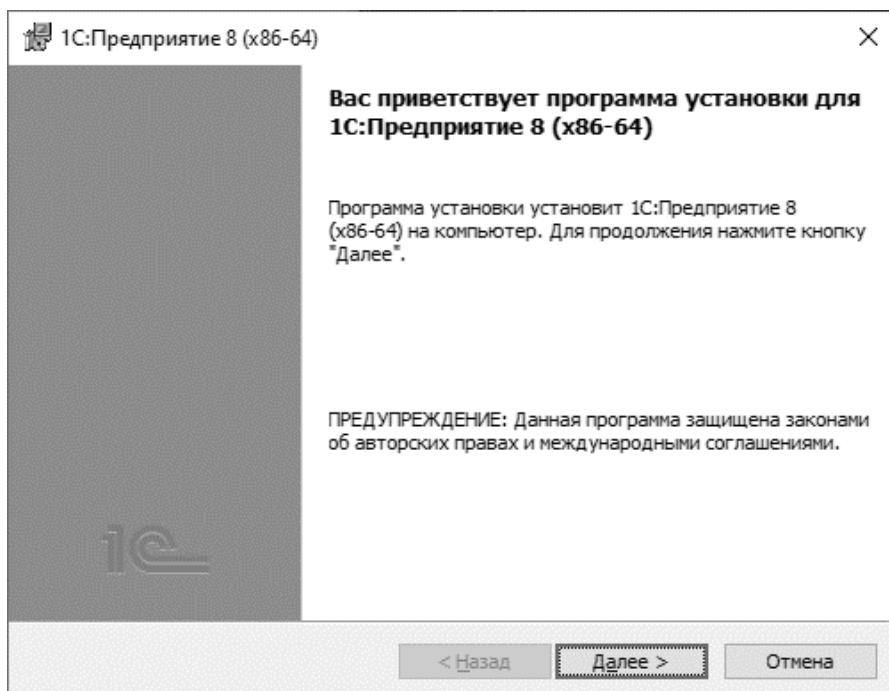 1С:Предприятие 8 (x86-64)
Вас приветствует программа установки для
1С:Предприятие 8 (x86-64)
Программа установки установит 1С:Предприятие 8
(x86-64) на компьютер. Для продолжения нажмите кнопку
"Далее".
ПРЕДУПРЕЖДЕНИЕ: Данная программа защищена законами
об авторских правах и международными соглашениями.
1С
< Назад Далее > Отмена